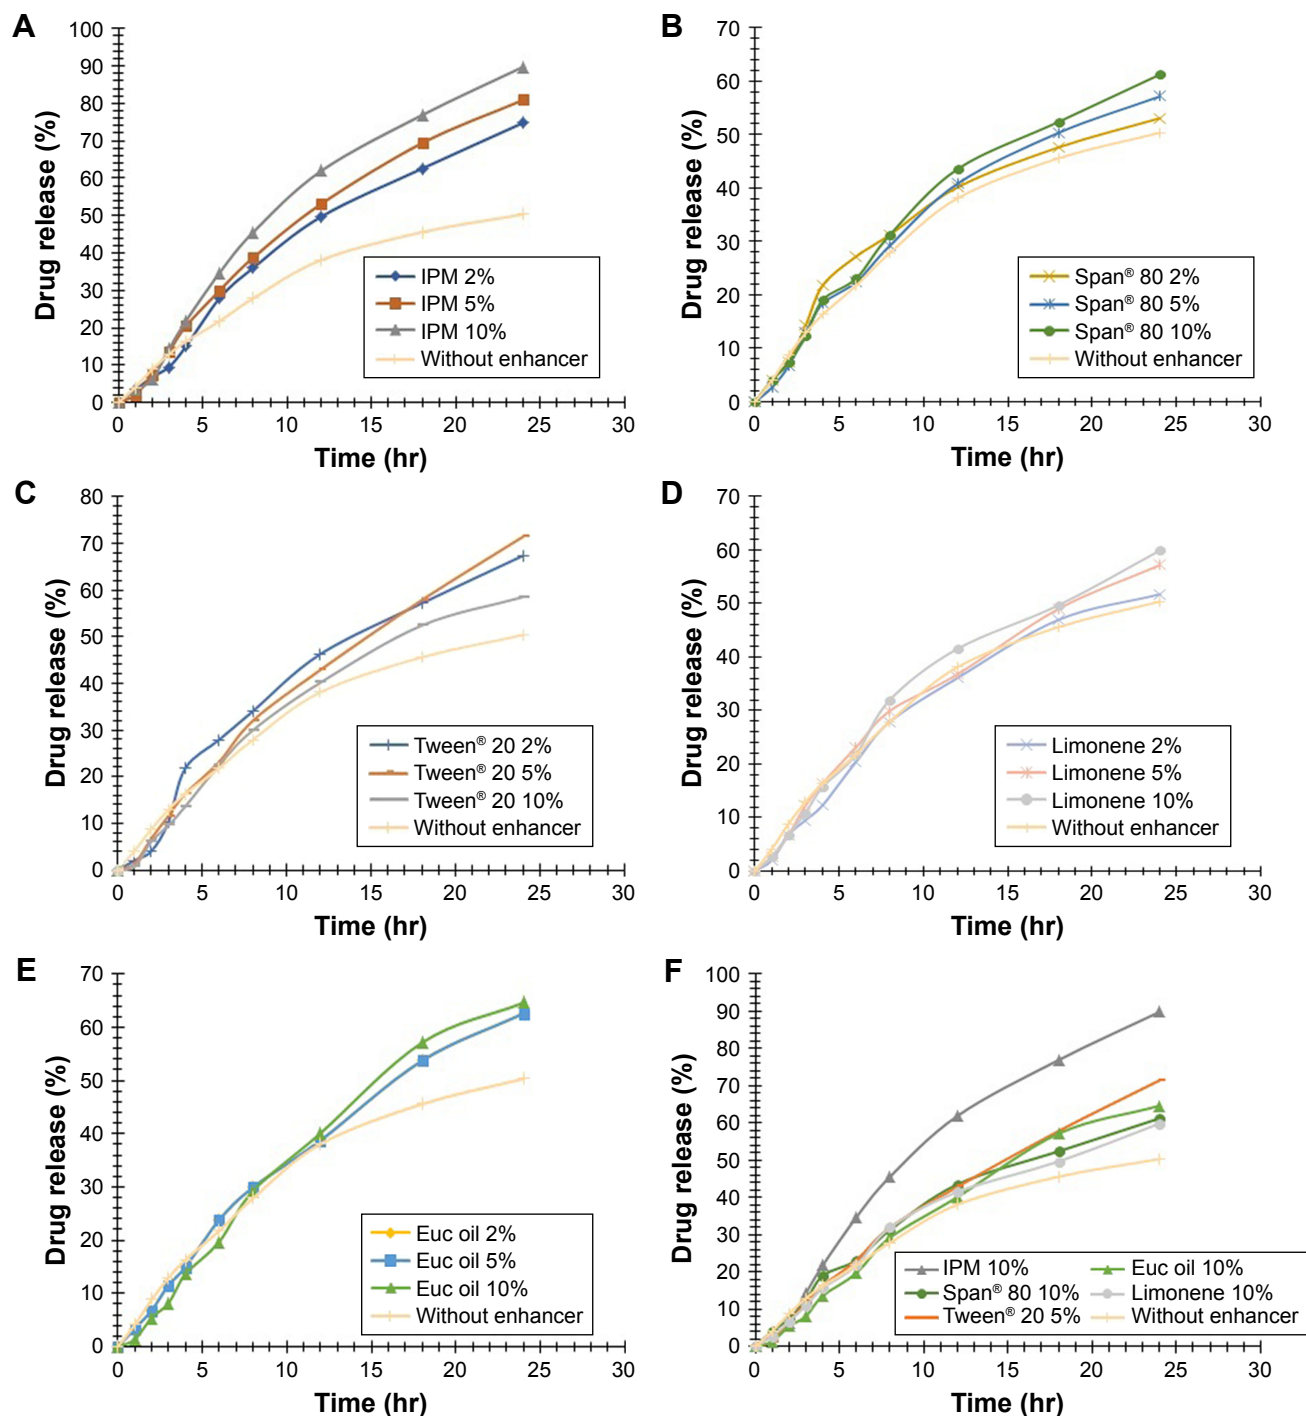 A
Drug release (%)
100
90
80
70
60
50
40
30
20
10
0
0 5 10 15 20 25 30
Time (hr)
IPM 2%
IPM 5%
IPM 10%
Without enhancer
B
Drug release (%)
70
60
50
40
30
20
10
0
0 5 10 15 20 25 30
Time (hr)
Span® 80 2%
Span® 80 5%
Span® 80 10%
Without enhancer
C
Drug release (%)
80
70
60
50
40
30
20
10
0
0 5 10 15 20 25 30
Time (hr)
Tween® 20 2%
Tween® 20 5%
Tween® 20 10%
Without enhancer
D
Drug release (%)
70
60
50
40
30
20
10
0
0 5 10 15 20 25 30
Time (hr)
Limonene 2%
Limonene 5%
Limonene 10%
Without enhancer
E
Drug release (%)
70
60
50
40
30
20
10
0
0 5 10 15 20 25 30
Time (hr)
Euc oil 2%
Euc oil 5%
Euc oil 10%
Without enhancer
F
Drug release (%)
100
90
80
70
60
50
40
30
20
10
0
0 5 10 15 20 25 30
Time (hr)
IPM 10% Euc oil 10%
Span® 80 10% Limonene 10%
Tween® 20 5% Without enhancer